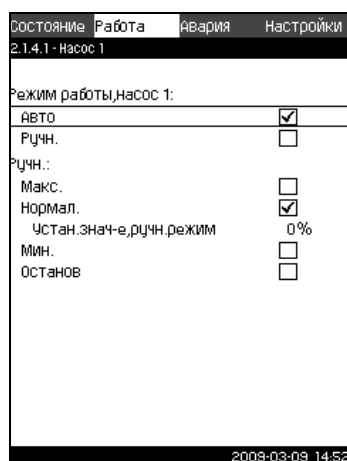 Состояние Работа Авария Настройки
2.1.4.1 - Насос 1
Режим работы,насос 1:
Авто
Ручн.
Ручн.:
Макс.
Нормал.
Устан.знач-е,ручн.режим 0%
Мин.
Останов
2009-03-09 14:52